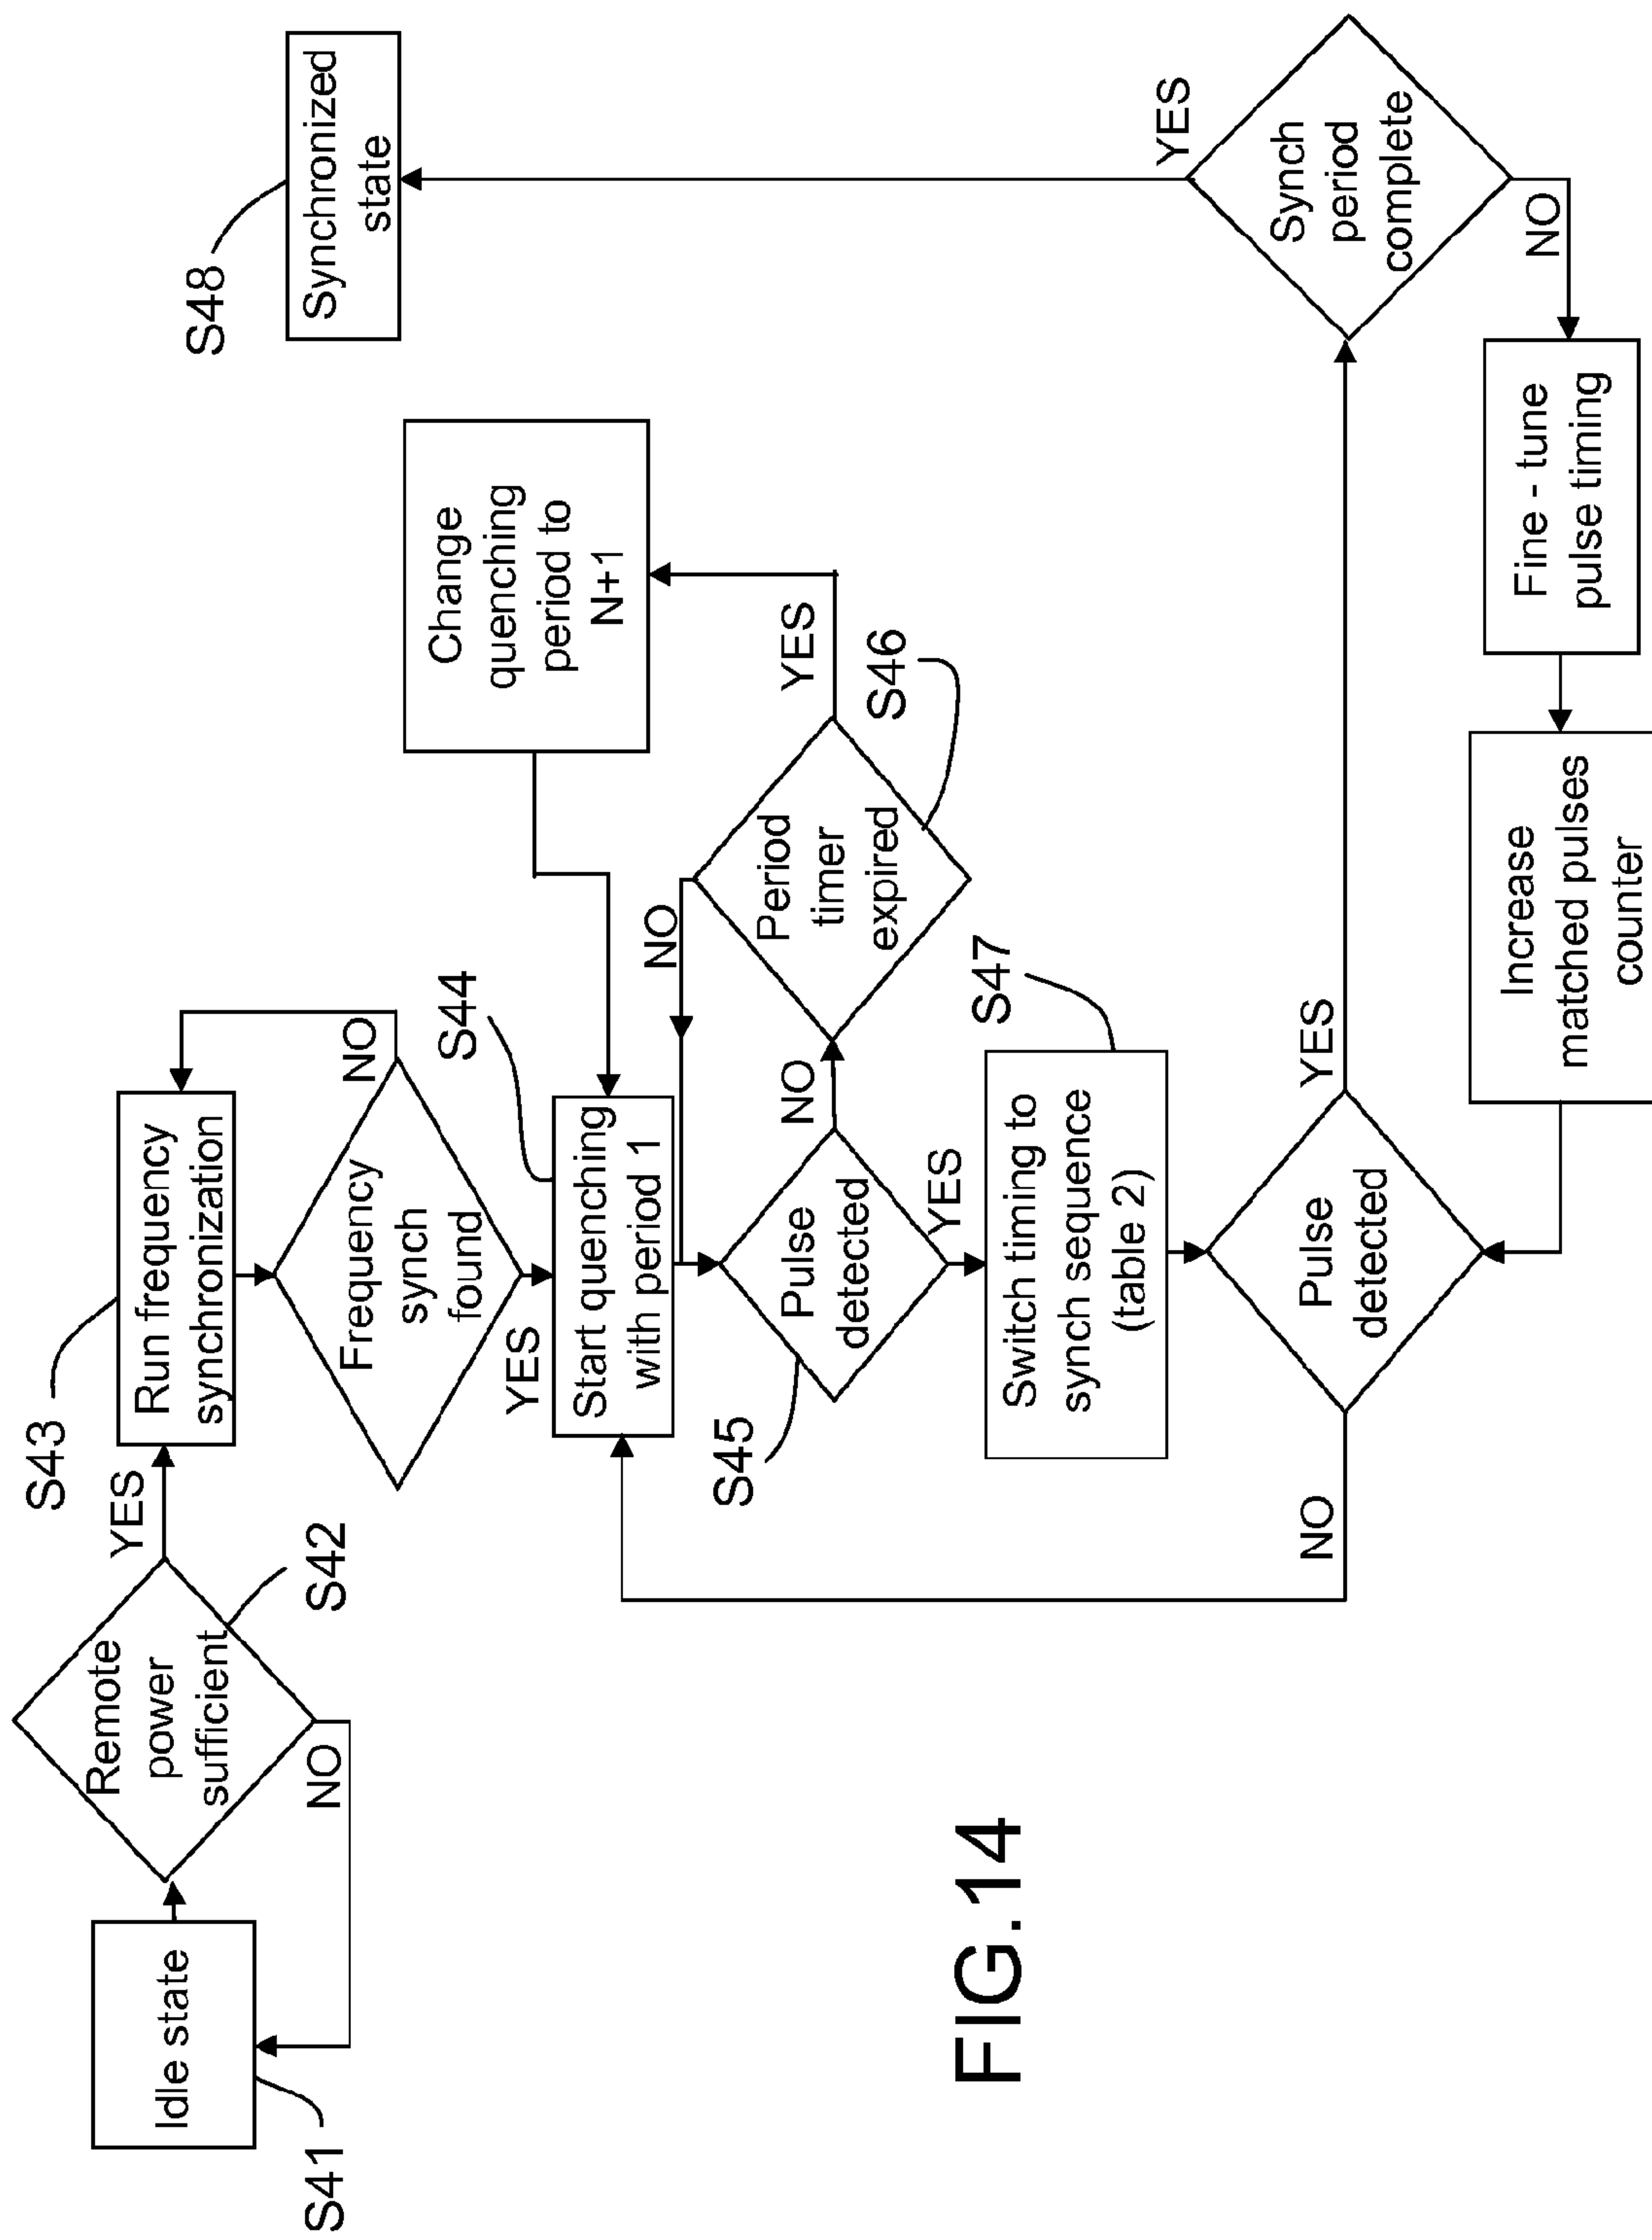 S41
Idle state
NO
Remote
power
sufficient
S42
YES
S43
Run frequency
synchronization
Frequency
synch
found
NO
YES
S44
Start quenching
with period 1
S45
Pulse
detected
NO
YES
Period
timer
expired
S46
NO
YES
Change
quenching
period to
N+1
S47
Switch timing to
synch sequence
(table 2)
Pulse
detected
NO
YES
Synch
period
complete
YES
NO
S48
Synchronized
state
Fine - tune
pulse timing
Increase
matched pulses
counter
FIG.14